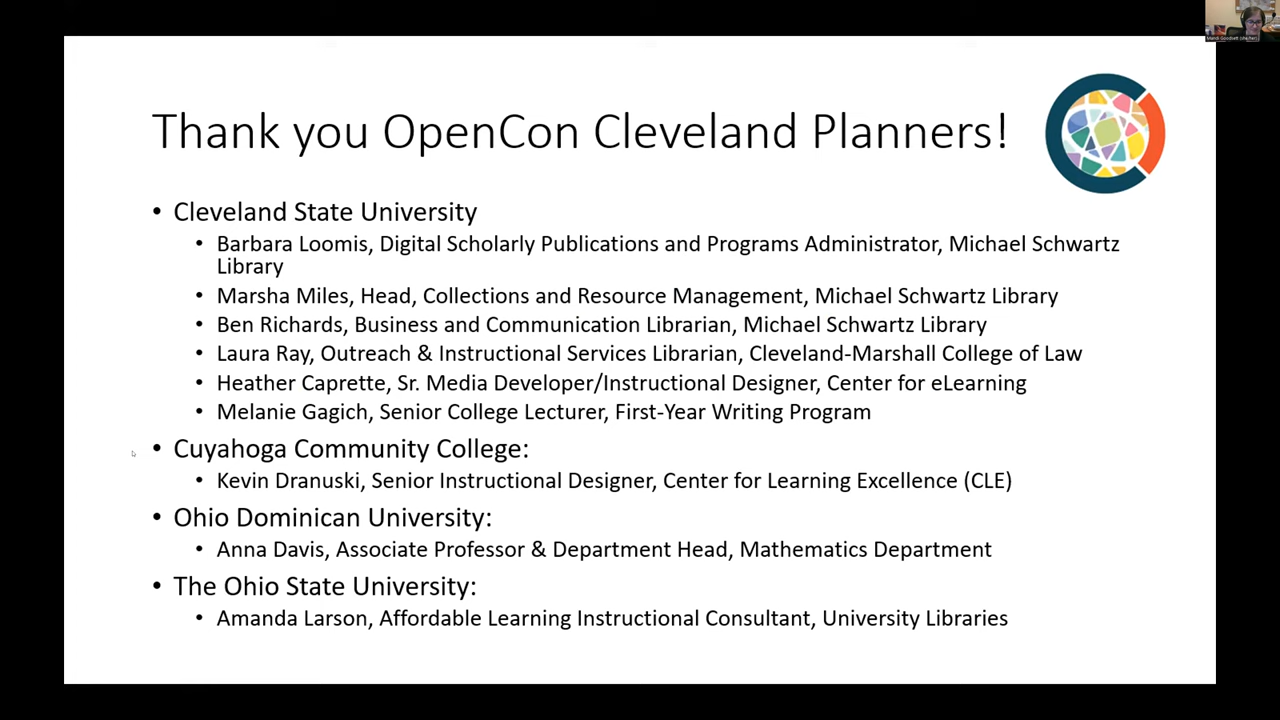 Mandi Goodsett (she/her)
Thank you OpenCon Cleveland Planners!
• Cleveland State University
• Barbara Loomis, Digital Scholarly Publications and Programs Administrator, Michael Schwartz
Library
• Marsha Miles, Head, Collections and Resource Management, Michael Schwartz Library
• Ben Richards, Business and Communication Librarian, Michael Schwartz Library
• Laura Ray, Outreach & Instructional Services Librarian, Cleveland-Marshall College of Law
• Heather Caprette, Sr. Media Developer/Instructional Designer, Center for eLearning
• Melanie Gagich, Senior College Lecturer, First-Year Writing Program
• Cuyahoga Community College:
• Kevin Dranuski, Senior Instructional Designer, Center for Learning Excellence (CLE)
• Ohio Dominican University:
• Anna Davis, Associate Professor & Department Head, Mathematics Department
• The Ohio State University:
• Amanda Larson, Affordable Learning Instructional Consultant, University Libraries